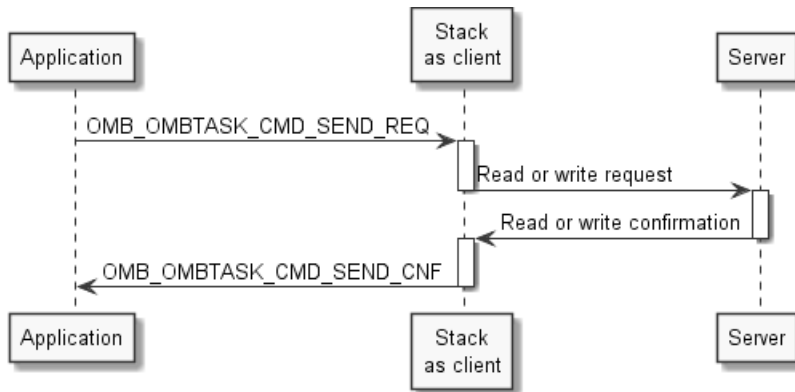 Application
Stack
as client
Server
OMB_OMBTASK_CMD_SEND_REQ
Read or write request
Read or write confirmation
OMB_OMBTASK_CMD_SEND_CNF
Application
Stack
as client
Server